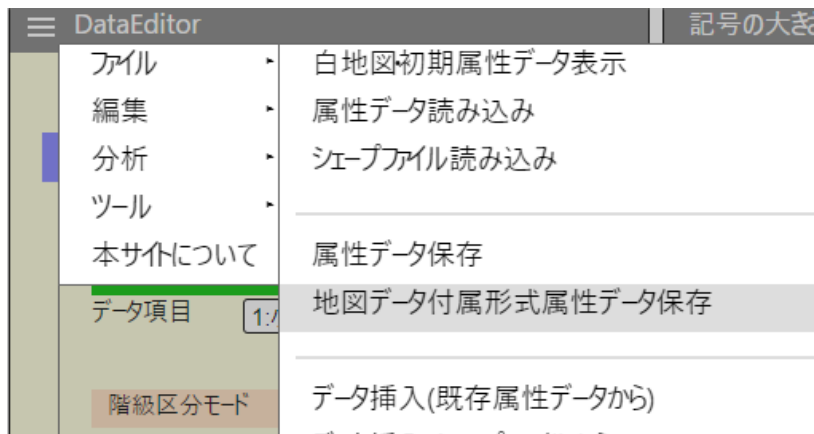 DataEditor
記号の大き
ファイル
編集
分析
ツール
本サイトについて
白地図・初期属性データ表示
属性データ読み込み
シェープファイル読み込み
属性データ保存
地図データ付属形式属性データ保存
データ挿入(既存属性データから)
データ項目
1:
階級区分モード